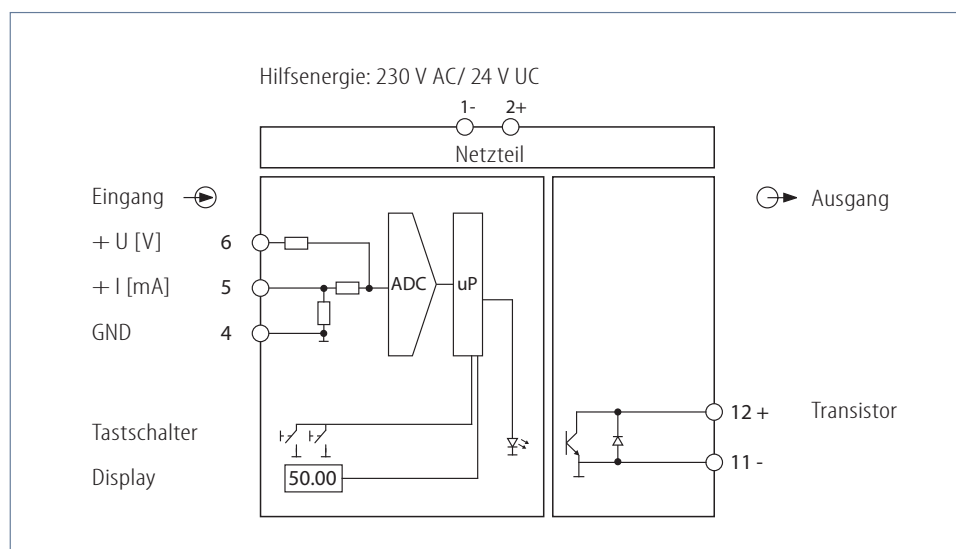 Hilfsenergie: 230 V AC/ 24 V UC
1- 2+
Netzteil
Eingang
Ausgang
+ U [V] 6
+ I [mA] 5
ADC
uP
GND 4
12 + Transistor
Tastschalter
11 -
Display
50.00